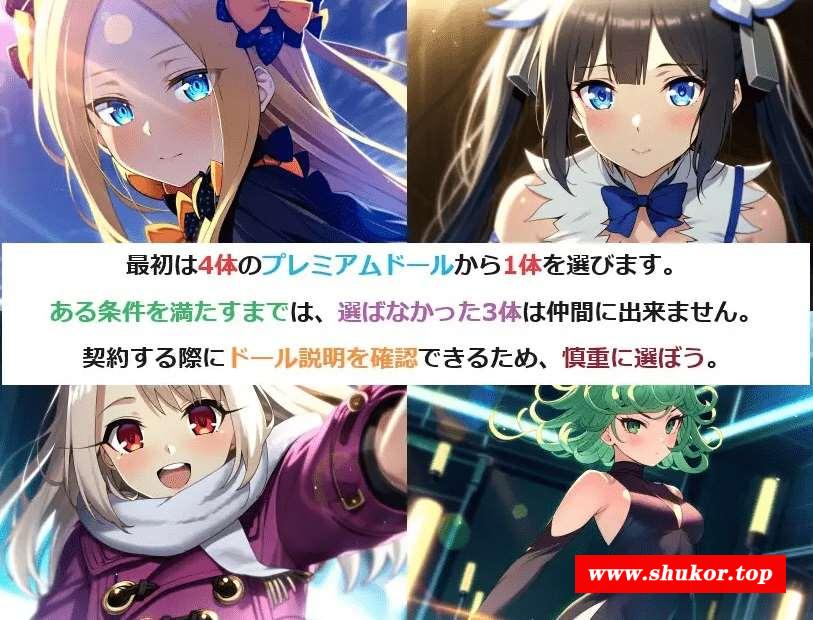 最初は4体のプレミアムドールから1体を選びます。
ある条件を満たすまでは、選ばなかった3体は仲間に出来ません。
契約する際にドール説明を確認できるため、慎重に選ぼう。
www.shukor.top